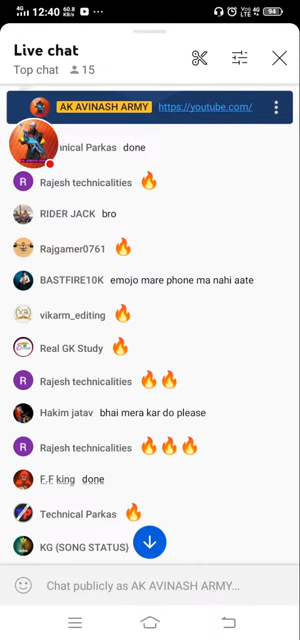 4G 12:40 60.8 KB/S VoD 4G LTE 94
Live chat
Top chat 15
AK AVINASH ARMY https://youtube.com/
hnical Parkas done
R Rajesh technicalities 🔥
RIDER JACK bro
Rajgamer0761 🔥
BASTFIRE10K emojo mare phone ma nahi aate
vikarm_editing 🔥
Real GK Study 🔥
R Rajesh technicalities 🔥🔥
Hakim jatav bhai mera kar do please
R Rajesh technicalities 🔥🔥🔥
F.F king done
Technical Parkas 🔥
KG {SONG STATUS}
Chat publicly as AK AVINASH ARMY...